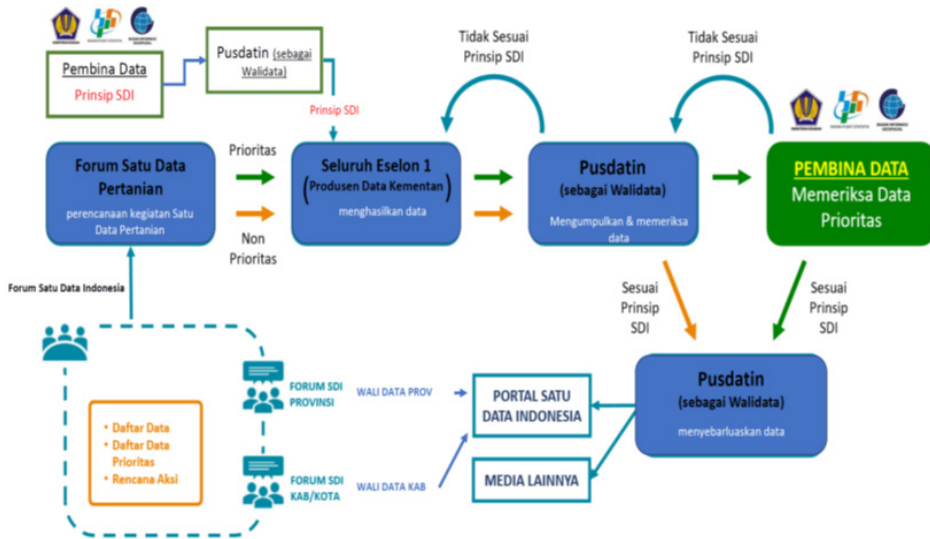 Pembina Data
Prinsip SDI
Pusdatin (sebagai
Walidata)
Prinsip SDI
Tidak Sesuai
Prinsip SDI
Tidak Sesuai
Prinsip SDI
Forum Satu Data
Pertanian
perencanaan kegiatan Satu
Data Pertanian
Prioritas
Non
Prioritas
Seluruh Eselon 1
(Produsen Data Kementan)
menghasilkan data
Pusdatin
(sebagai Walidata)
Mengumpulkan & memeriksa
data
PEMBINA DATA
Memeriksa Data
Prioritas
Forum Satu Data Indonesia
Sesuai
Prinsip
SDI
Sesuai
Prinsip
SDI
• Daftar Data
• Daftar Data
Prioritas
• Rencana Aksi
FORUM SDI
PROVINSI
WALI DATA PROV
FORUM SDI
KAB/KOTA
WALI DATA KAB
PORTAL SATU
DATA INDONESIA
MEDIA LAINNYA
Pusdatin
(sebagai Walidata)
menyebarluaskan data